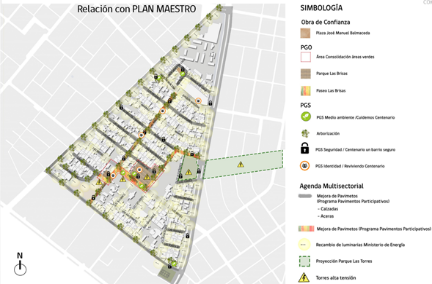 Relación con PLAN MAESTRO
SIMBOLOGÍA
Obra de Confianza
Plaza José Manuel Balmaceda
PGO
Área Consolidación áreas verdes
Parque Las Brisas
Paseo Las Brisas
PGS
PGS Medio ambiente /Cuidemos Centenario
Arborización
PGS Seguridad / Centenario un barrio seguro
PGS Identidad / Reviviendo Centenario
Agenda Multisectorial
Mejora de Pavimetos
(Programa Pavimentos Participativos)
- Calzadas
- Aceras
Mejora de Pavimetos (Programa Pavimentos Participativos)
Recambio de luminarias Ministerio de Energía
Proyección Parque Las Torres
Torres alta tensión
N